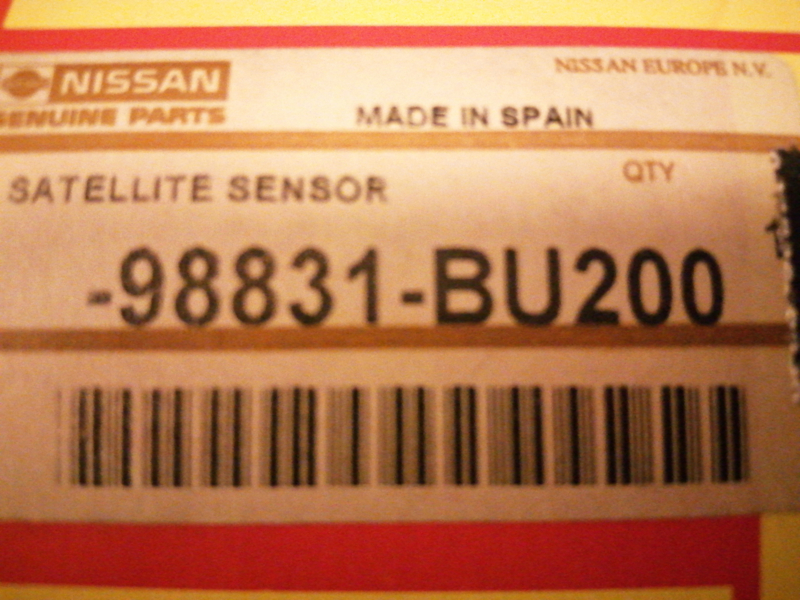 NISSAN
GENUINE PARTS
NISSAN EUROPE N.V.
MADE IN SPAIN
SATELLITE SENSOR
QTY
-98831-BU200